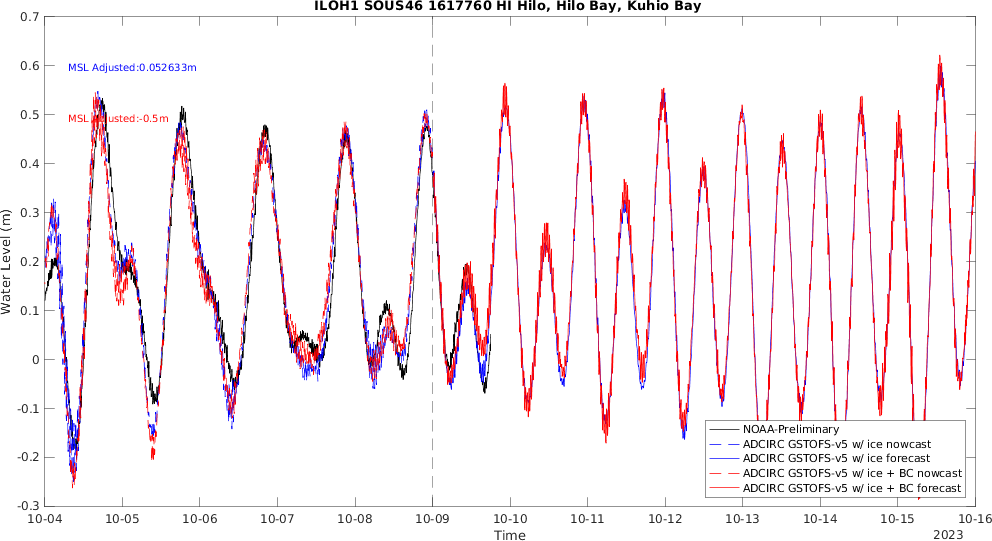 ILOH1 SOUS46 1617760 HI Hilo, Hilo Bay, Kuhio Bay
0.7
0.6
0.5
0.4
0.3
0.2
0.1
0
-0.1
-0.2
-0.3
Water Level (m)
MSL Adjusted:0.052633m
MSL Adjusted:-0.5m
NOAA-Preliminary
ADCIRC GSTOFS-v5 w/ ice nowcast
ADCIRC GSTOFS-v5 w/ ice forecast
ADCIRC GSTOFS-v5 w/ ice + BC nowcast
ADCIRC GSTOFS-v5 w/ ice + BC forecast
10-04 10-05 10-06 10-07 10-08 10-09 10-10 10-11 10-12 10-13 10-14 10-15 10-16
Time
2023